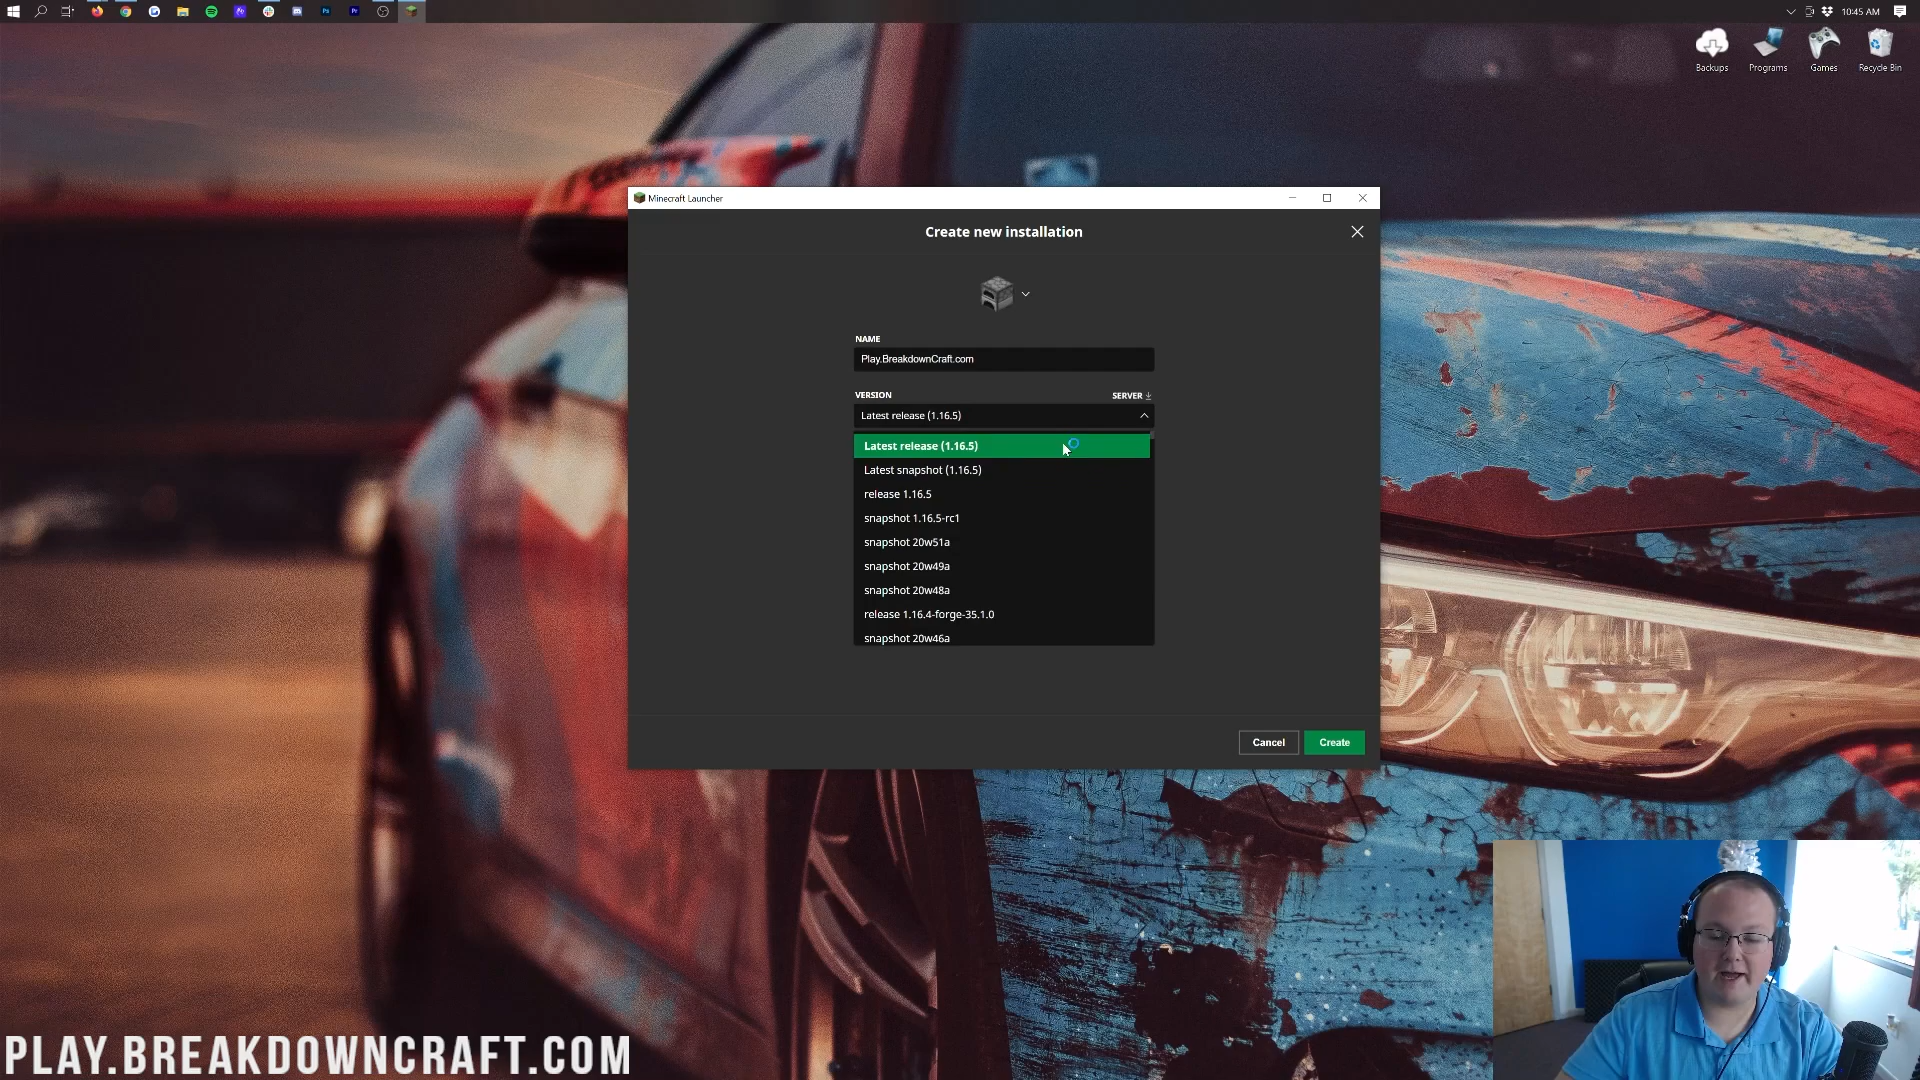 10:45 AM
Backups
Programs
Games
Recycle Bin
Minecraft Launcher
Create new installation
NAME
Play.BreakdownCraft.com
VERSION
SERVER
Latest release (1.16.5)
Latest release (1.16.5)
Latest snapshot (1.16.5)
release 1.16.5
snapshot 1.16.5-rc1
snapshot 20w51a
snapshot 20w49a
snapshot 20w48a
release 1.16.4-forge-35.1.0
snapshot 20w46a
Cancel
Create
PLAY.BREAKDOWNCRAFT.COM